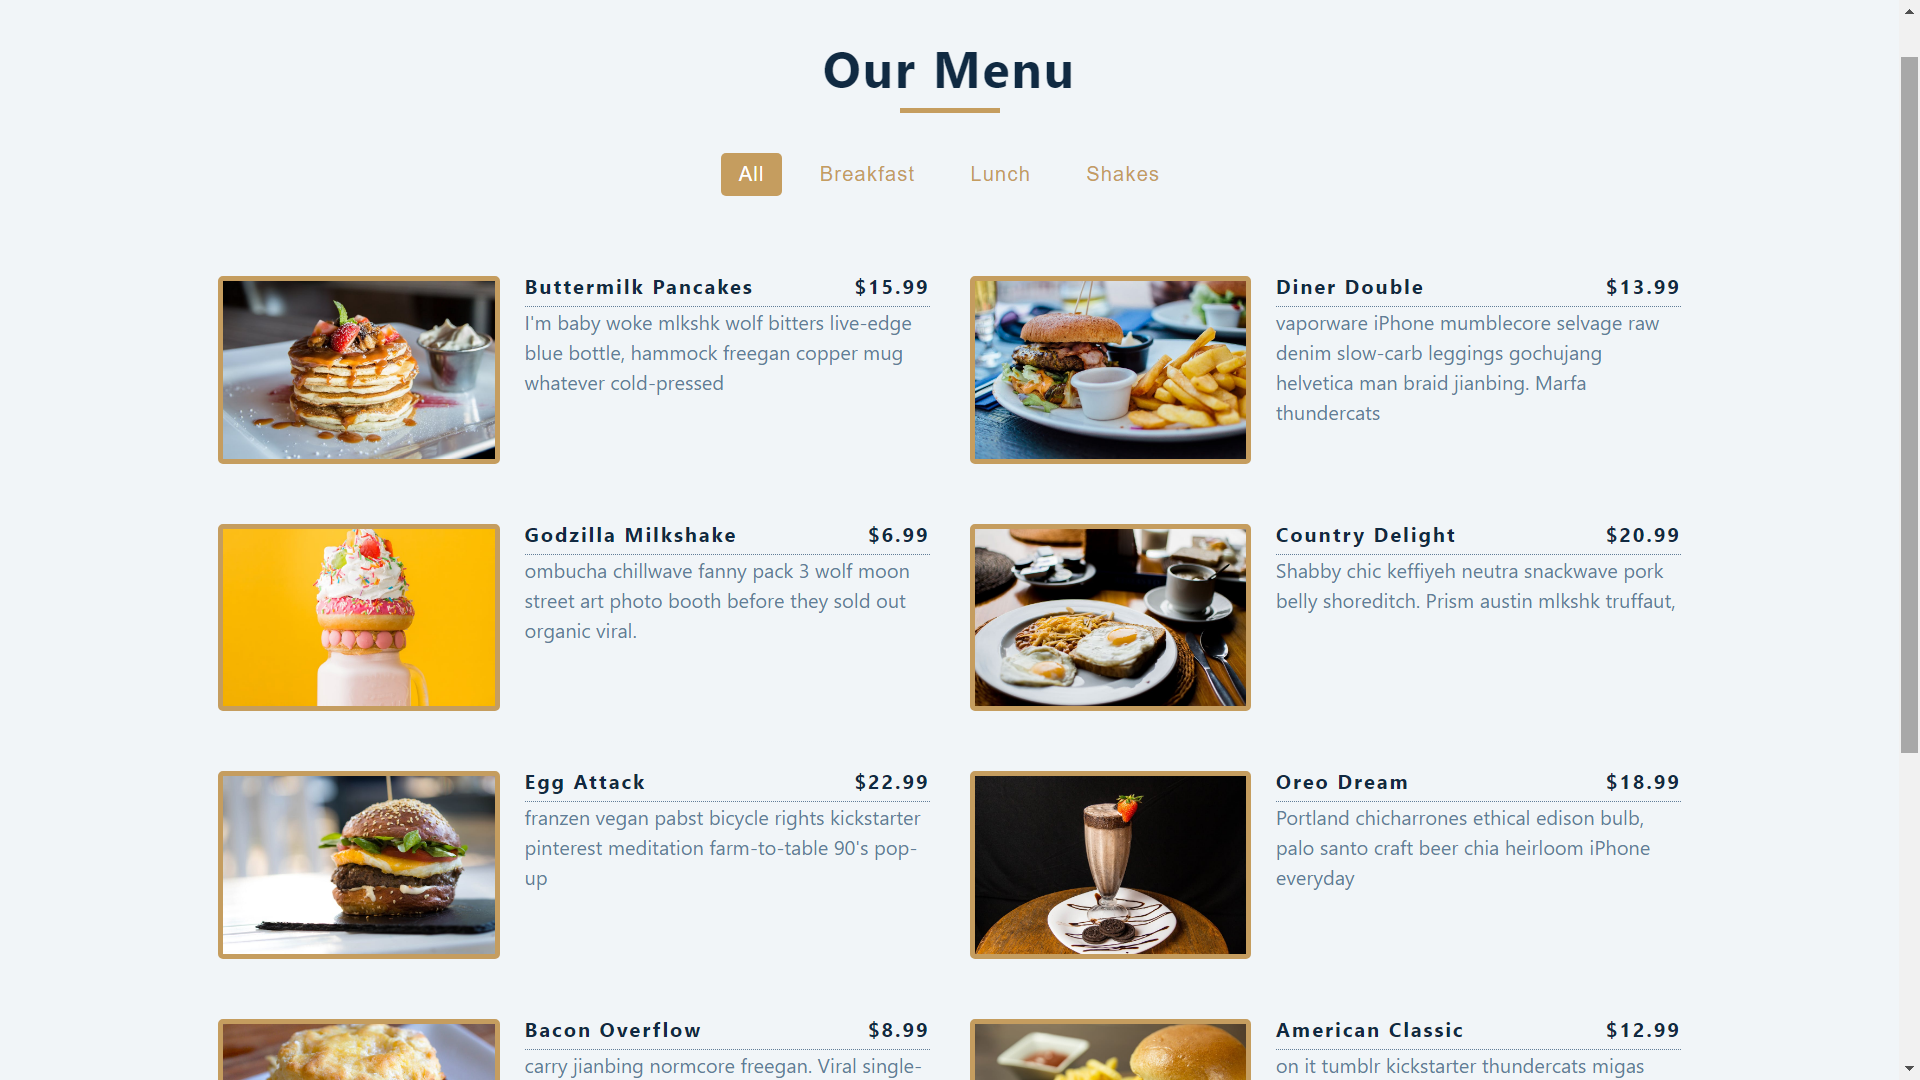 Our Menu
All Breakfast Lunch Shakes
Buttermilk Pancakes $15.99
I'm baby woke mlkshk wolf bitters live-edge
blue bottle, hammock freegan copper mug
whatever cold-pressed
Diner Double $13.99
vaporware iPhone mumblecore selvage raw
denim slow-carb leggings gochujang
helvetica man braid jianbing. Marfa
thundercats
Godzilla Milkshake $6.99
ombucha chillwave fanny pack 3 wolf moon
street art photo booth before they sold out
organic viral.
Country Delight $20.99
Shabby chic keffiyeh neutra snackwave pork
belly shoreditch. Prism austin mlkshk truffaut,
Egg Attack $22.99
franzen vegan pabst bicycle rights kickstarter
pinterest meditation farm-to-table 90's pop-
up
Oreo Dream $18.99
Portland chicharrones ethical edison bulb,
palo santo craft beer chia heirloom iPhone
everyday
Bacon Overflow $8.99
carry jianbing normcore freegan. Viral single-
American Classic $12.99
on it tumblr kickstarter thundercats migas